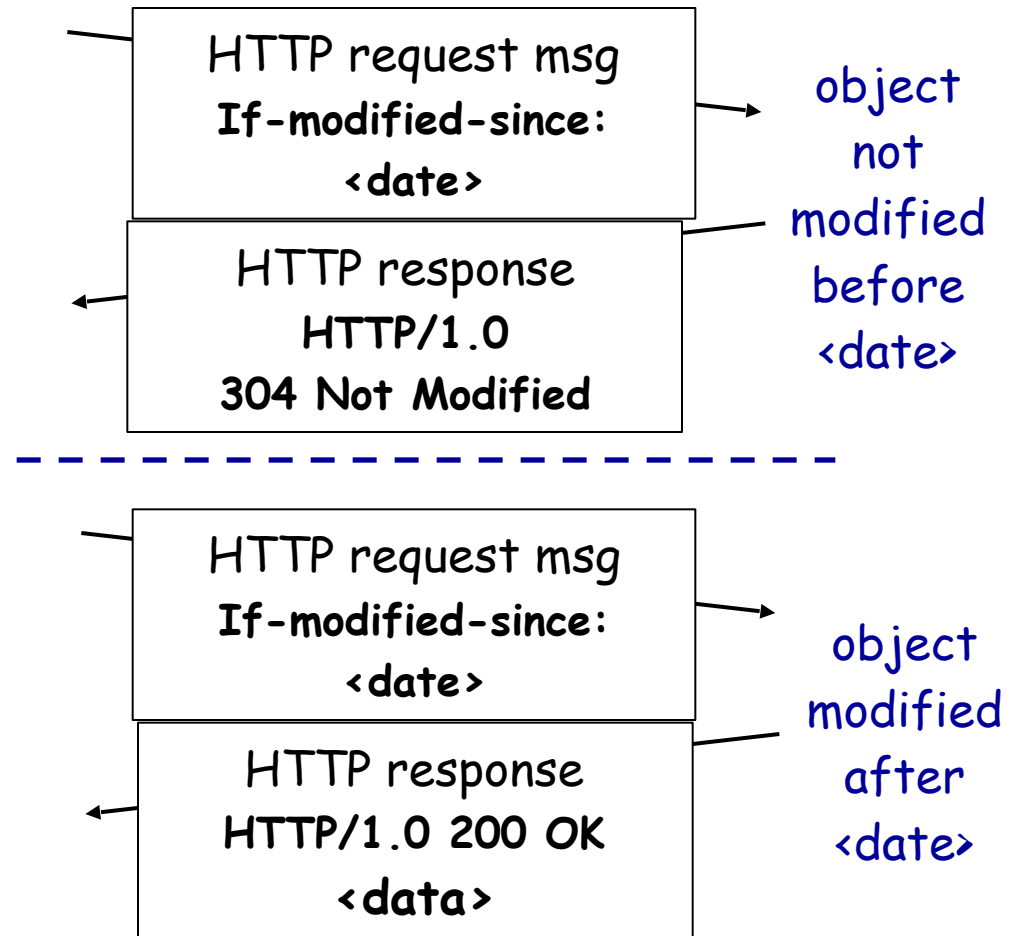 HTTP request msg
If-modified-since:
<date>
object
not
modified
before
<date>
HTTP response
HTTP/1.0
304 Not Modified
HTTP request msg
If-modified-since:
<date>
object
modified
after
<date>
HTTP response
HTTP/1.0 200 OK
<data>